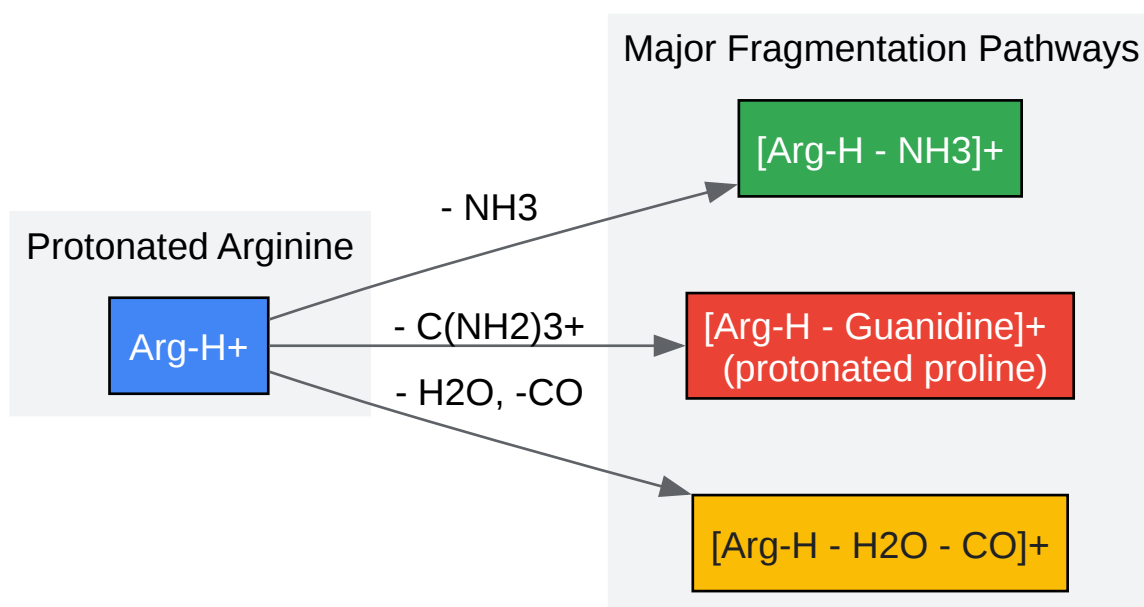 Major Fragmentation Pathways
[Arg-H - NH3]+
- NH3
Protonated Arginine
Arg-H+
- C(NH2)3+
[Arg-H - Guanidine]+
(protonated proline)
- H2O, -CO
[Arg-H - H2O - CO]+